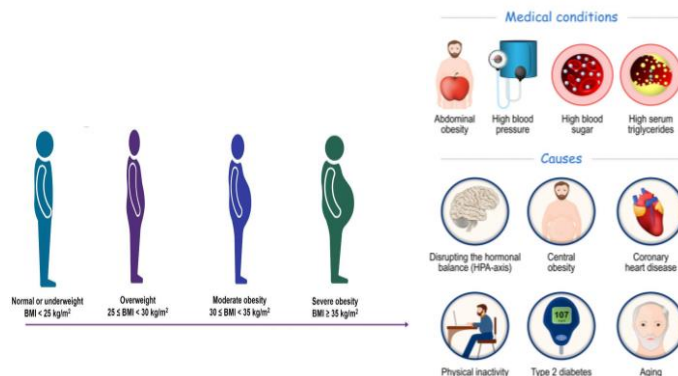 Medical conditions
Abdominal
obesity
High blood
pressure
High blood
sugar
High serum
triglycerides
Causes
Disrupting the hormonal
balance (HPA-axis)
Central
obesity
Coronary
heart disease
107
Physical inactivity
Type 2 diabetes
Aging
Normal or underweight
BMI < 25 kg/m²
Overweight
25 ≤ BMI < 30 kg/m²
Moderate obesity
30 ≤ BMI < 35 kg/m²
Severe obesity
BMI ≥ 35 kg/m²